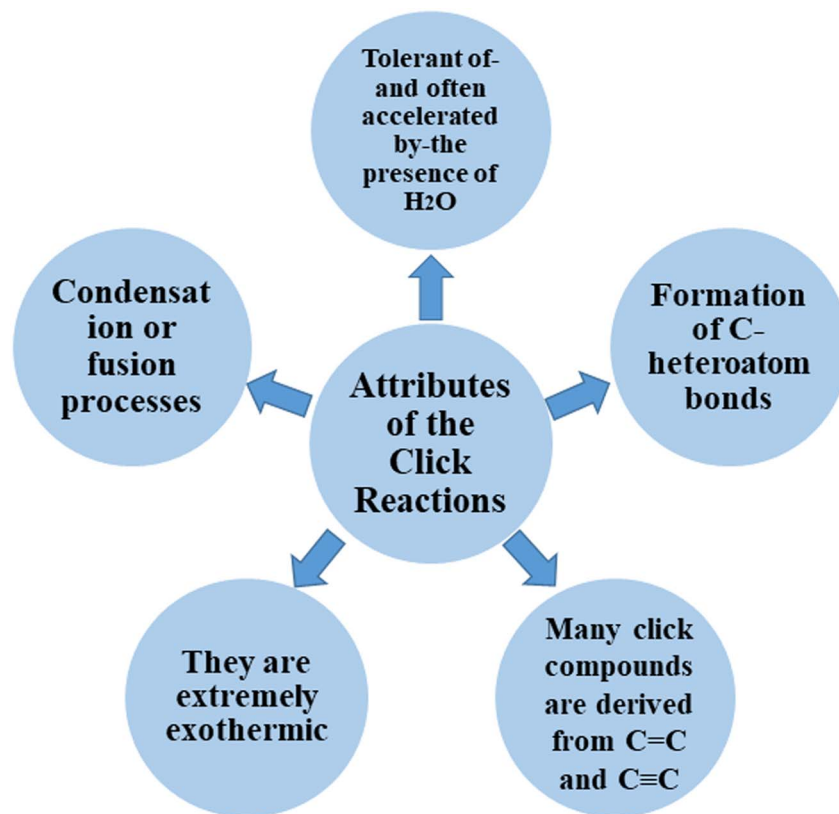 Tolerant of-
and often
accelerated
by-the
presence of
H2O
Condensat
ion or
fusion
processes
Formation
of C-
heteroatom
bonds
Attributes
of the
Click
Reactions
They are
extremely
exothermic
Many click
compounds
are derived
from C=C
and C≡C